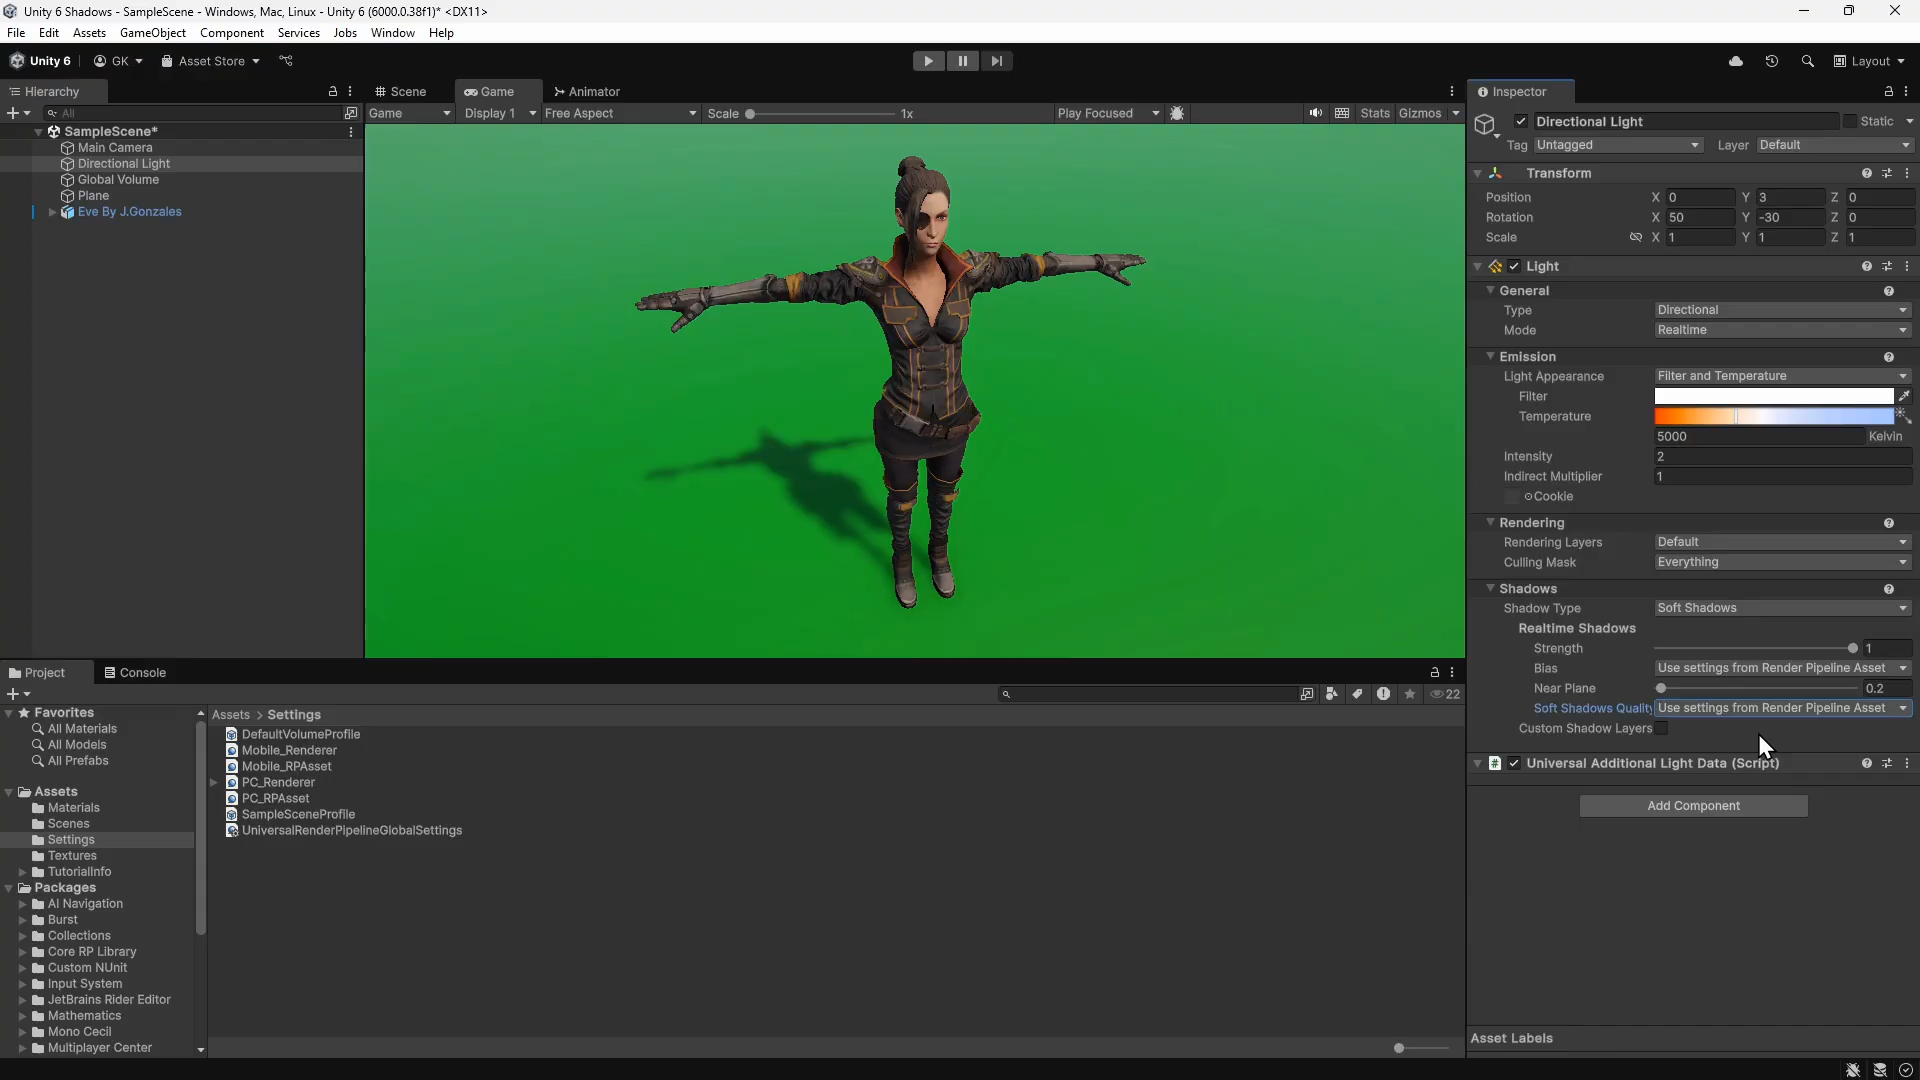 Unity 6 Shadows - SampleScene - Windows, Mac, Linux - Unity 6 (6000.0.38f1)* <DX11>
File Edit Assets GameObject Component Services Jobs Window Help
Unity 6 GK Asset Store Layout
Hierarchy
All
SampleScene*
Main Camera
Directional Light
Global Volume
Plane
Eve By J.Gonzales
Scene Game Animator
Game Display 1 Free Aspect Scale 1x Play Focused Stats Gizmos
Inspector
Directional Light Static
Tag Untagged Layer Default
Transform
Position X 0 Y 3 Z 0
Rotation X 50 Y -30 Z 0
Scale X 1 Y 1 Z 1
Light
General
Type Directional
Mode Realtime
Emission
Light Appearance Filter and Temperature
Filter
Temperature
5000 Kelvin
Intensity 2
Indirect Multiplier 1
Cookie
Rendering
Rendering Layers Default
Culling Mask Everything
Shadows
Shadow Type Soft Shadows
Realtime Shadows
Strength 1
Bias Use settings from Render Pipeline Asset
Near Plane 0.2
Soft Shadows Quality Use settings from Render Pipeline Asset
Custom Shadow Layers
Universal Additional Light Data (Script)
Add Component
Asset Labels
Project Console
22
Favorites
All Materials
All Models
All Prefabs
Assets
Materials
Scenes
Settings
Textures
TutorialInfo
Packages
AI Navigation
Burst
Collections
Core RP Library
Custom NUnit
Input System
JetBrains Rider Editor
Mathematics
Mono Cecil
Multiplayer Center
Assets > Settings
DefaultVolumeProfile
Mobile_Renderer
Mobile_RPAsset
PC_Renderer
PC_RPAsset
SampleSceneProfile
UniversalRenderPipelineGlobalSettings